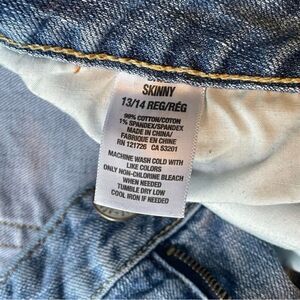 SKINNY
13/14 REG/RÉG
99% COTTON/COTON
1% SPANDEX/SPANDEX
MADE IN CHINA/
FABRIQUE EN CHINE
RN 121726 CA 53201
MACHINE WASH COLD WITH
LIKE COLORS
ONLY NON-CHLORINE BLEACH
WHEN NEEDED
TUMBLE DRY LOW
COOL IRON IF NEEDED